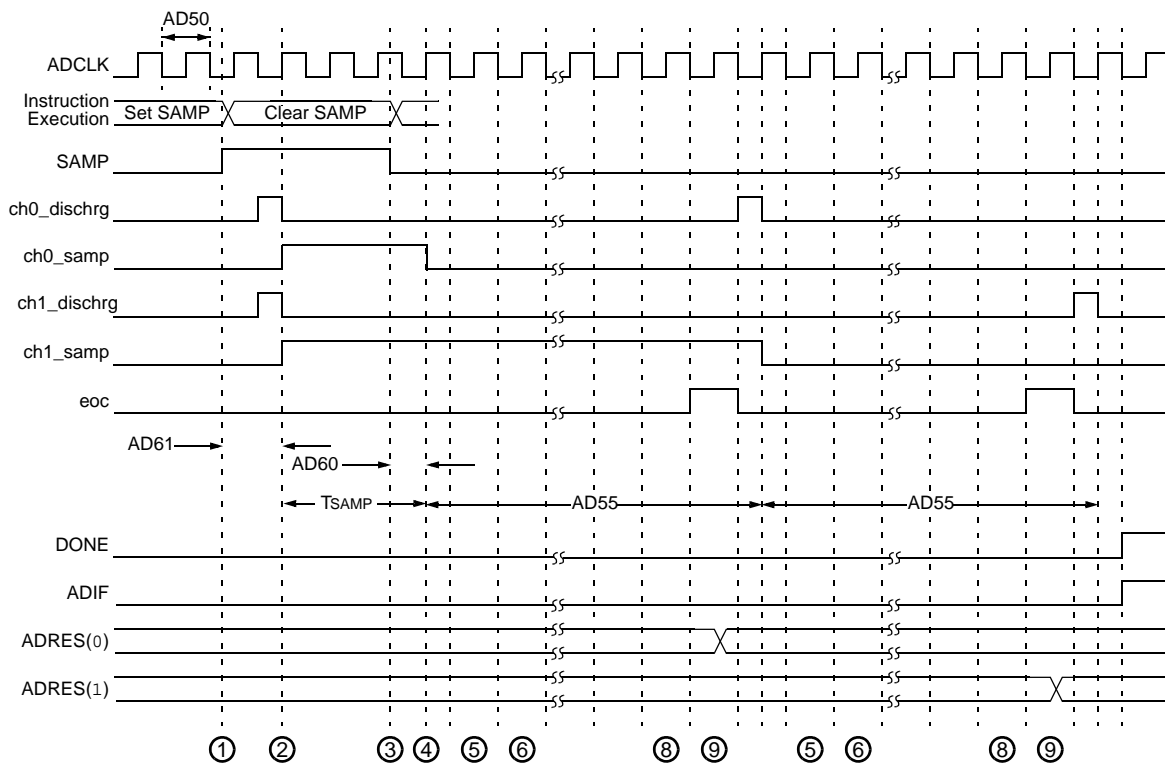 AD50
ADCLK
Instruction
Execution
Set SAMP
Clear SAMP
SAMP
ch0_dischrg
ch0_samp
ch1_dischrg
ch1_samp
eoc
AD61
AD60
TSAMP
AD55
AD55
DONE
ADIF
ADRES(0)
ADRES(1)
1 2 3 4 5 6 8 9 5 6 8 9